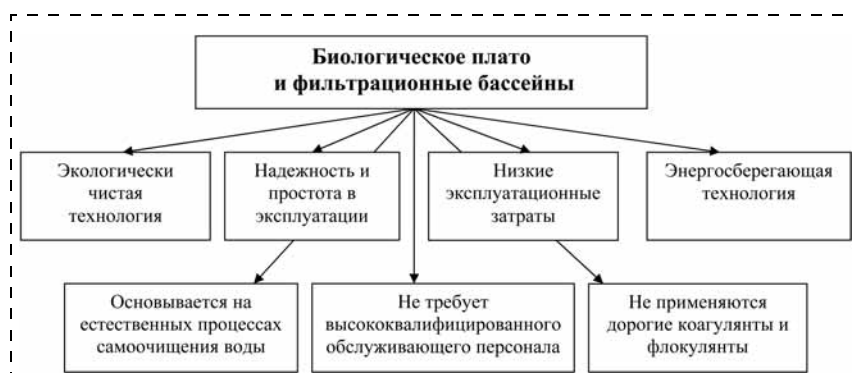 Биологическое плато
и фильтрационные бассейны
Экологически
чистая
технология
Надежность и
простота в
эксплуатации
Низкие
эксплуатационные
затраты
Энергосберегающая
технология
Основывается на
естественных процессах
самоочищения воды
Не требует
высококвалифицированного
обслуживающего персонала
Не применяются
дорогие коагулянты и
флокулянты